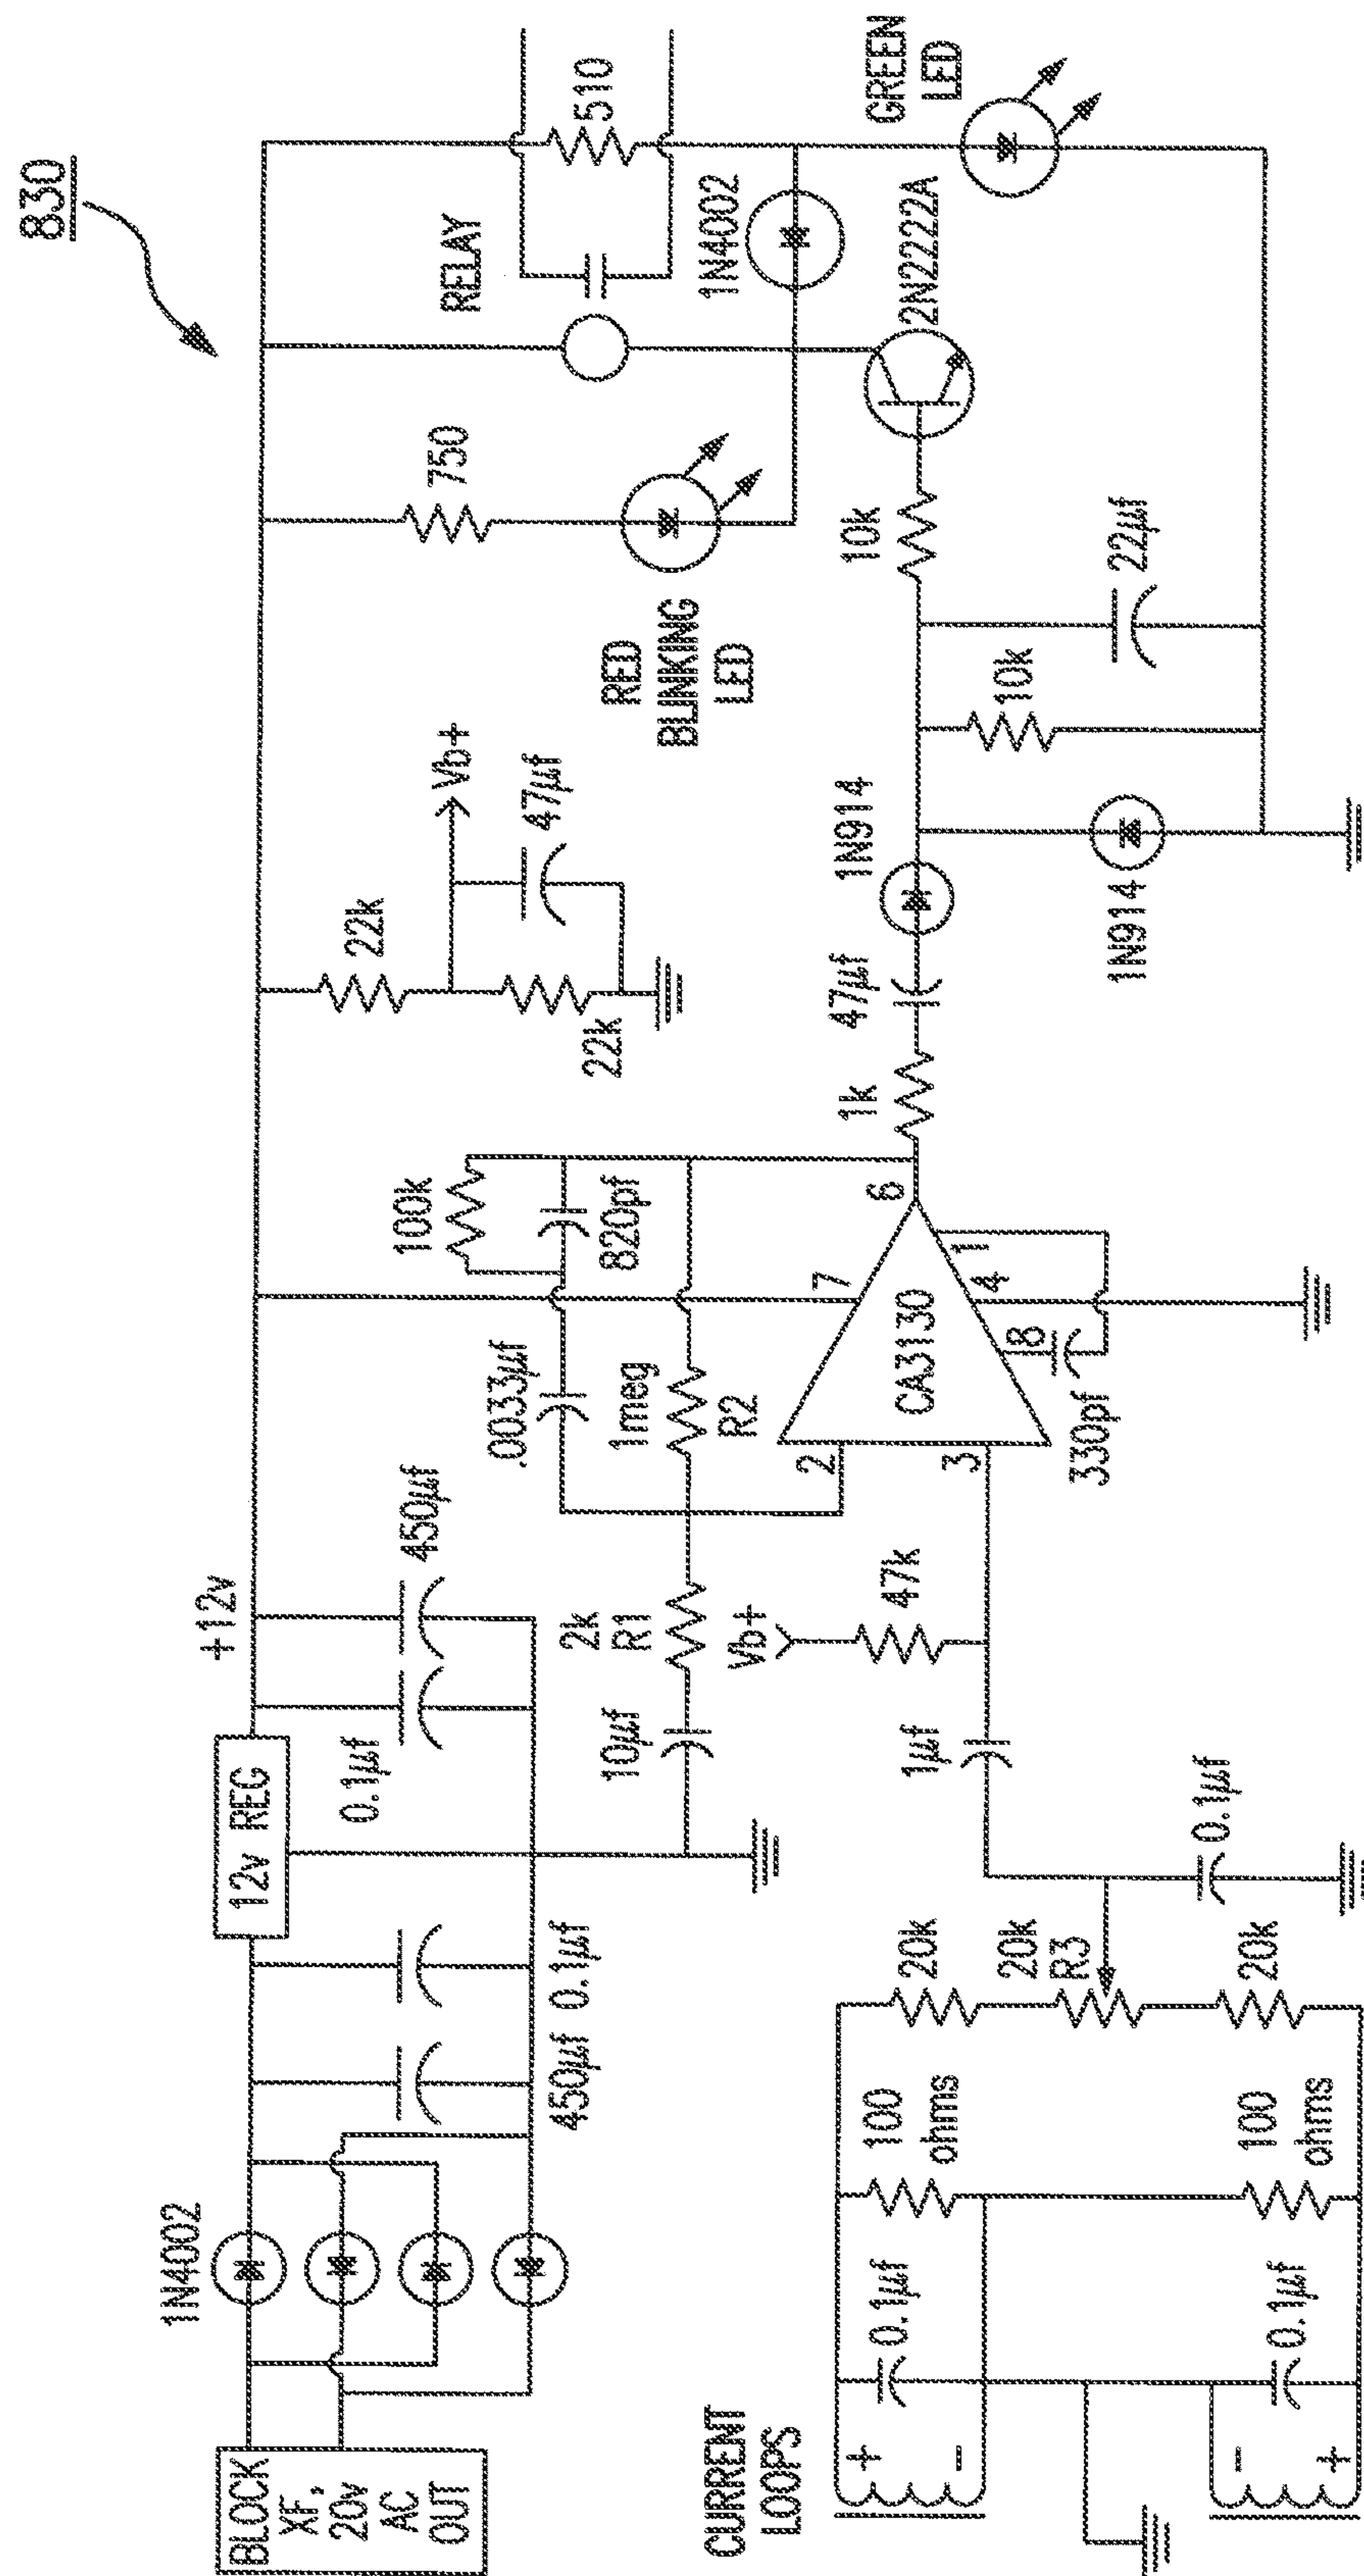 830
BLOCK
XF,
20v
AC
OUT
1N4002
450µf
0.1µf
12v REG
+12v
0.1µf
450µf
22k
22k
47µf
Vb+
750
RED
BLINKING
LED
RELAY
510
1N4002
GREEN
LED
2N2222A
10k
22µf
10k
1N914
1N914
47µf
1k
100k
820pf
.0033µf
1meg
R2
2k
R1
10µf
Vb+
47k
1µf
2
3
7
6
1
4
8
CA3130
330pf
CURRENT
LOOPS
+
-
-
+
0.1µf
0.1µf
100
ohms
100
ohms
20k
20k
R3
20k
0.1µf